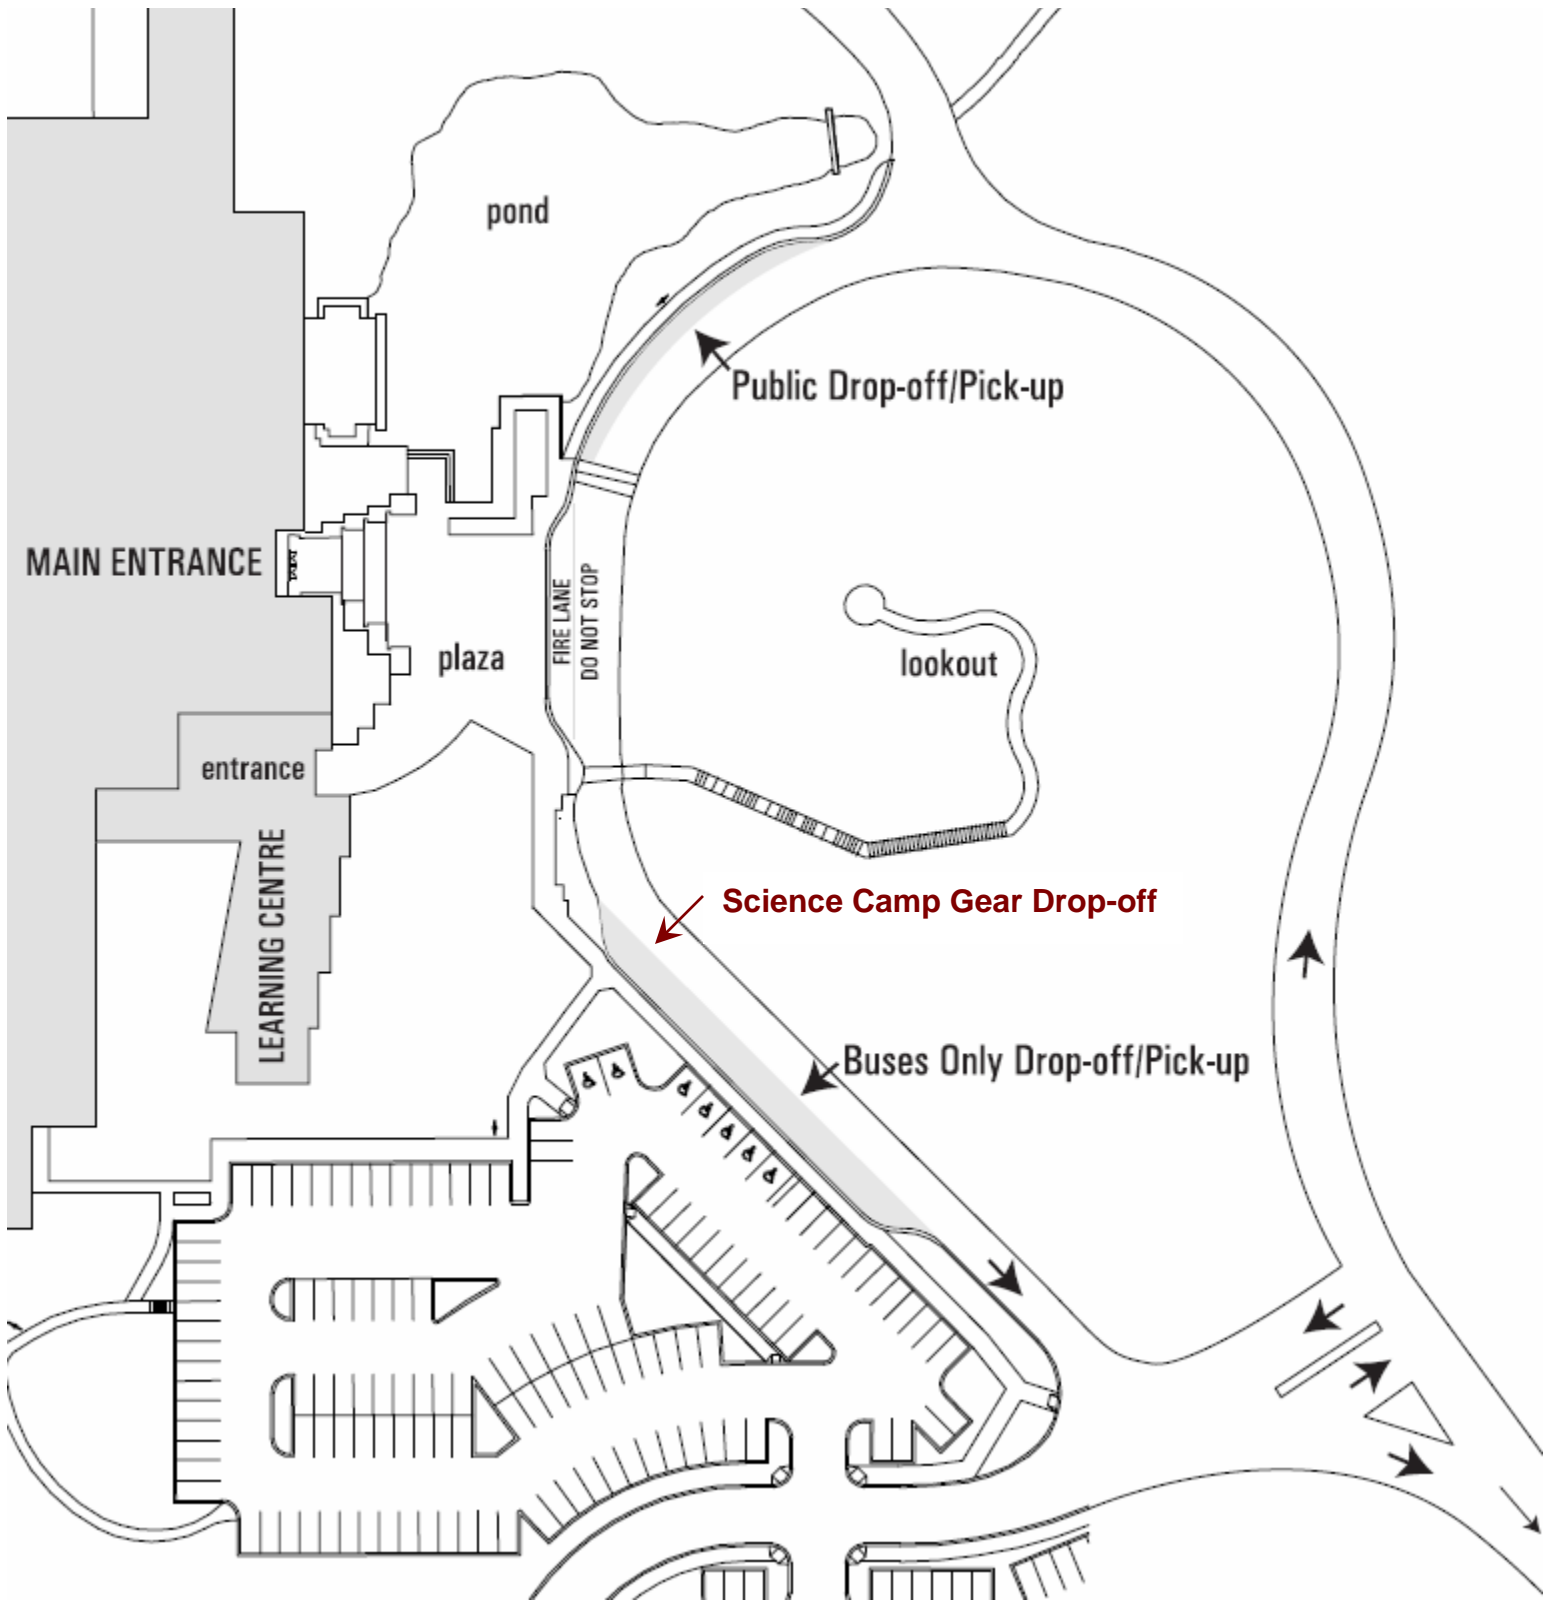 pond
Public Drop-off/Pick-up
MAIN ENTRANCE
FIRE LANE
DO NOT STOP
plaza
lookout
entrance
LEARNING CENTRE
Science Camp Gear Drop-off
Buses Only Drop-off/Pick-up